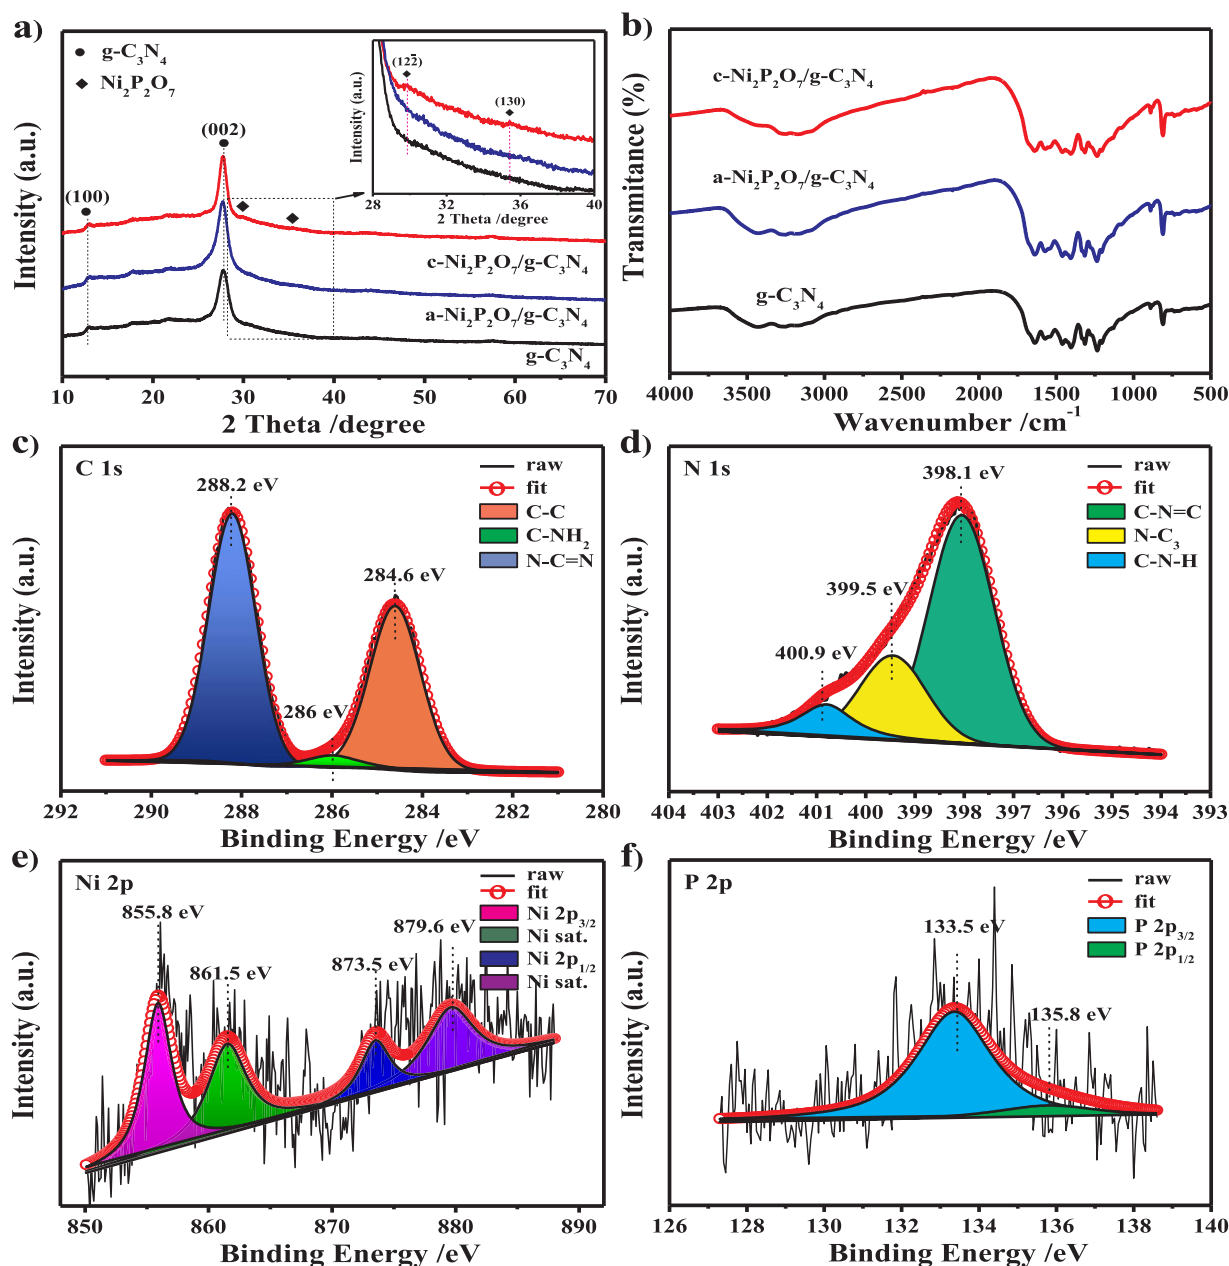 a)
g-C₃N₄
Ni₂P₂O₇
(002)
(100)
Intensity (a.u.)
c-Ni₂P₂O₇/g-C₃N₄
a-Ni₂P₂O₇/g-C₃N₄
g-C₃N₄
10 20 30 40 50 60 70
2 Theta /degree
(122̄)
(130)
Intensity (a.u.)
28 32 36 40
2 Theta /degree
b)
c-Ni₂P₂O₇/g-C₃N₄
a-Ni₂P₂O₇/g-C₃N₄
g-C₃N₄
Transmitance (%)
4000 3500 3000 2500 2000 1500 1000 500
Wavenumber /cm⁻¹
c)
C 1s
288.2 eV
284.6 eV
286 eV
raw
fit
C-C
C-NH₂
N-C=N
Intensity (a.u.)
292 290 288 286 284 282 280
Binding Energy /eV
d)
N 1s
398.1 eV
399.5 eV
400.9 eV
raw
fit
C-N=C
N-C₃
C-N-H
Intensity (a.u.)
404 403 402 401 400 399 398 397 396 395 394 393
Binding Energy /eV
e)
Ni 2p
855.8 eV
861.5 eV
873.5 eV
879.6 eV
raw
fit
Ni 2p₃/₂
Ni sat.
Ni 2p₁/₂
Ni sat.
Intensity (a.u.)
850 860 870 880 890
Binding Energy /eV
f)
P 2p
133.5 eV
135.8 eV
raw
fit
P 2p₃/₂
P 2p₁/₂
Intensity (a.u.)
126 128 130 132 134 136 138 140
Binding Energy /eV